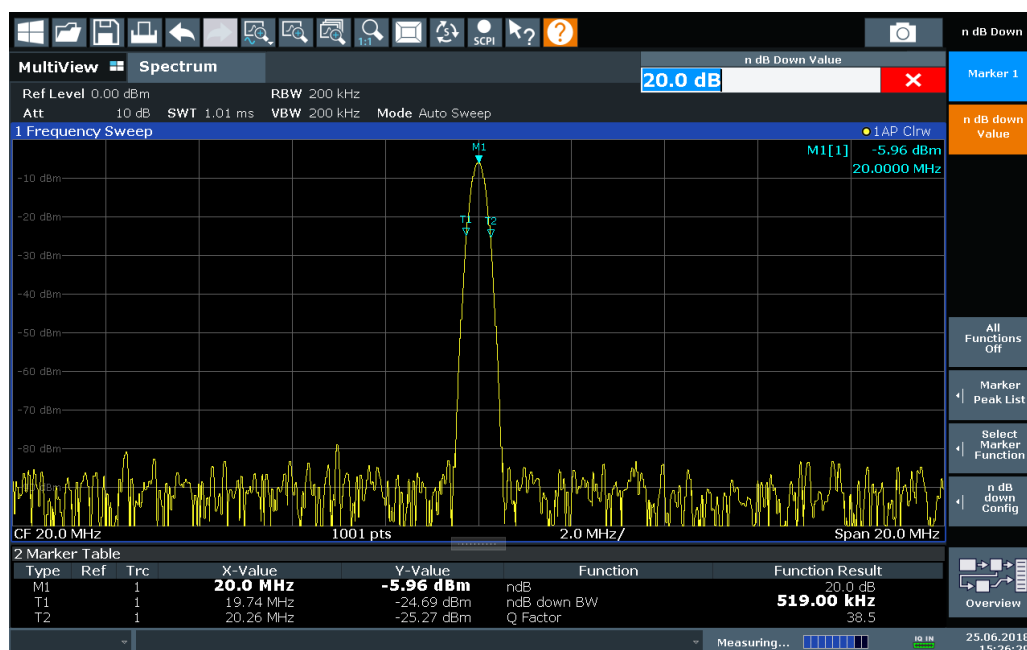 1:1
SCPI
n dB Down
MultiView
Spectrum
n dB Down Value
20.0 dB
Marker 1
Ref Level 0.00 dBm
RBW 200 kHz
Att 10 dB SWT 1.01 ms VBW 200 kHz Mode Auto Sweep
n dB down
Value
1 Frequency Sweep
1AP Clrw
M1
M1[1] -5.96 dBm
20.0000 MHz
-10 dBm
-20 dBm
T1
T2
-30 dBm
-40 dBm
-50 dBm
-60 dBm
-70 dBm
-80 dBm
All
Functions
Off
Marker
Peak List
Select
Marker
Function
n dB
down
Config
CF 20.0 MHz 1001 pts 2.0 MHz/ Span 20.0 MHz
2 Marker Table
Type Ref Trc X-Value Y-Value Function Function Result
M1 1 20.0 MHz -5.96 dBm ndB 20.0 dB
T1 1 19.74 MHz -24.69 dBm ndB down BW 519.00 kHz
T2 1 20.26 MHz -25.27 dBm Q Factor 38.5
Overview
Measuring...
IQ IN
25.06.2018